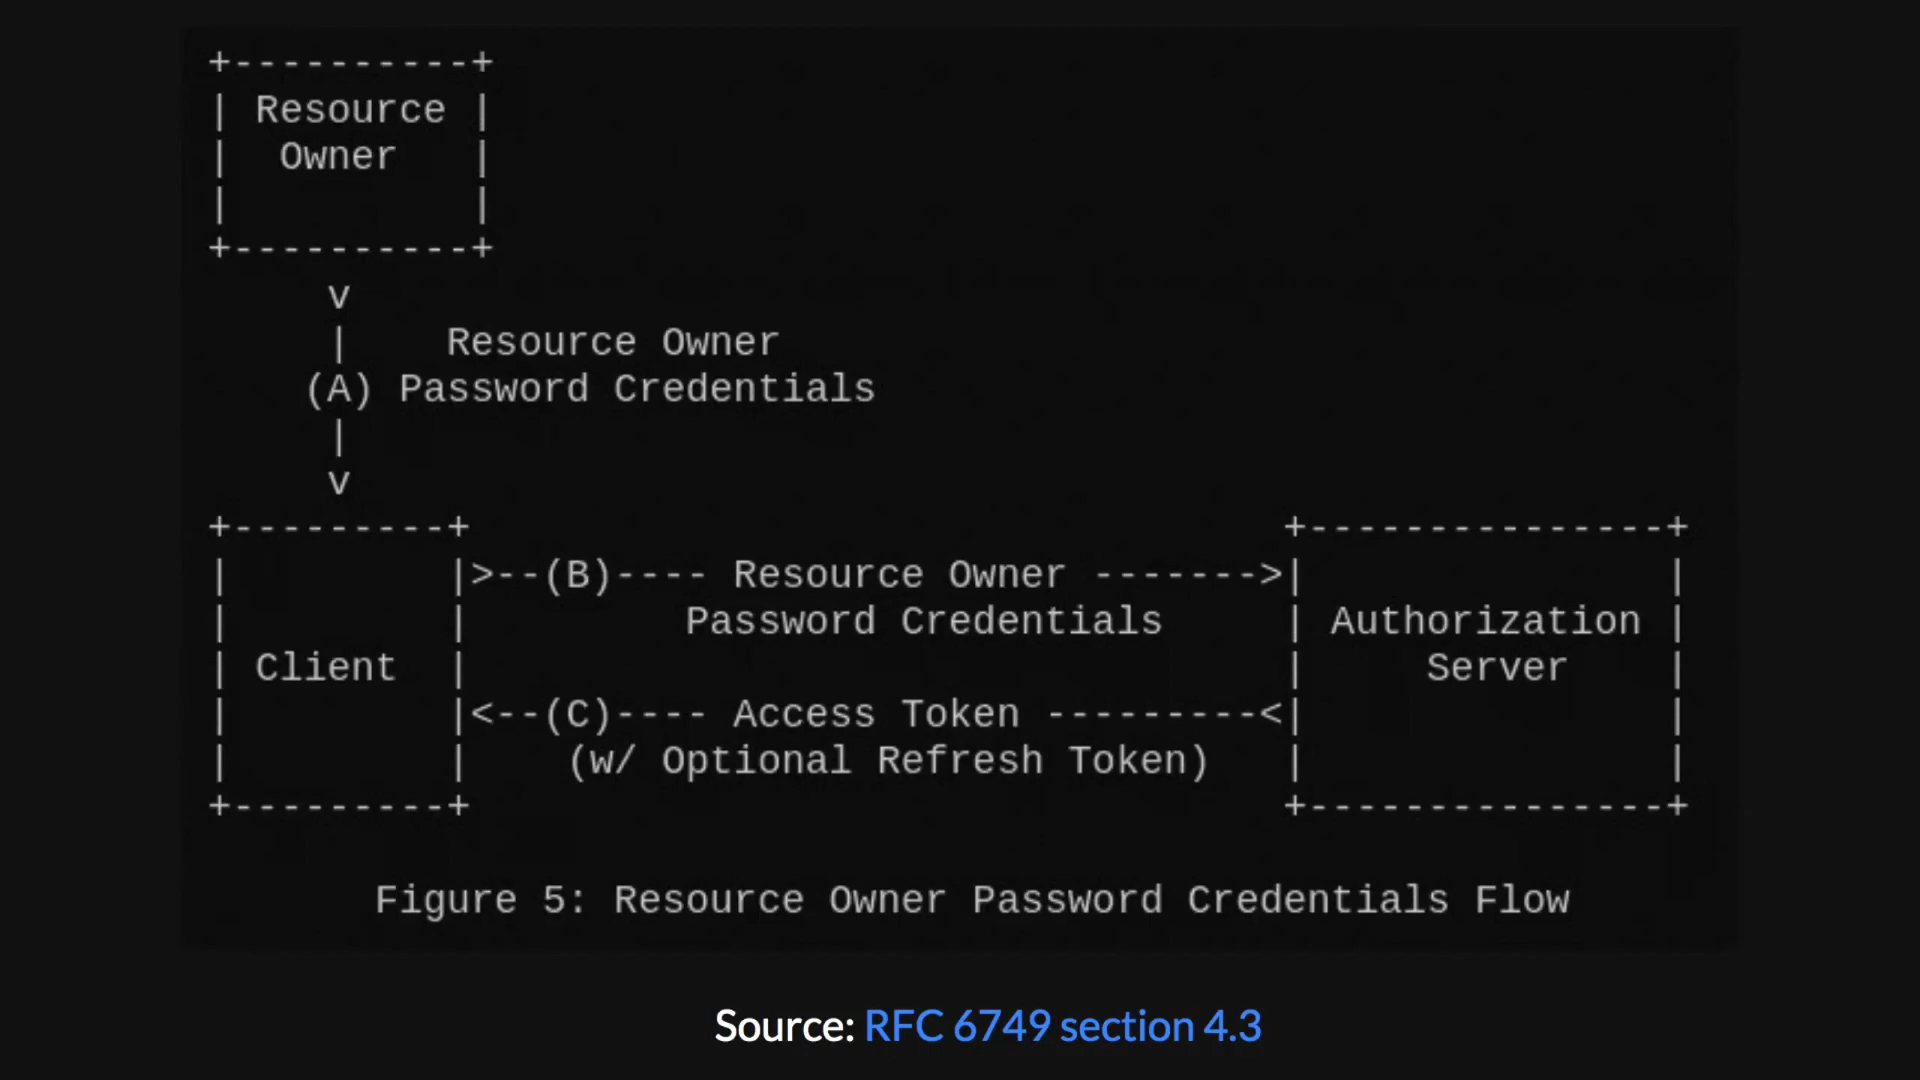 +----------+
| Resource |
|  Owner   |
|          |
+----------+
     v
     |    Resource Owner
    (A) Password Credentials
     |
     v
+---------+                                  +---------------+
|         |>--(B)---- Resource Owner ------->|               |
|         |         Password Credentials     | Authorization |
| Client  |                                  |     Server    |
|         |<--(C)---- Access Token ---------<|               |
|         |    (w/ Optional Refresh Token)   |               |
+---------+                                  +---------------+
Figure 5: Resource Owner Password Credentials Flow
Source: RFC 6749 section 4.3